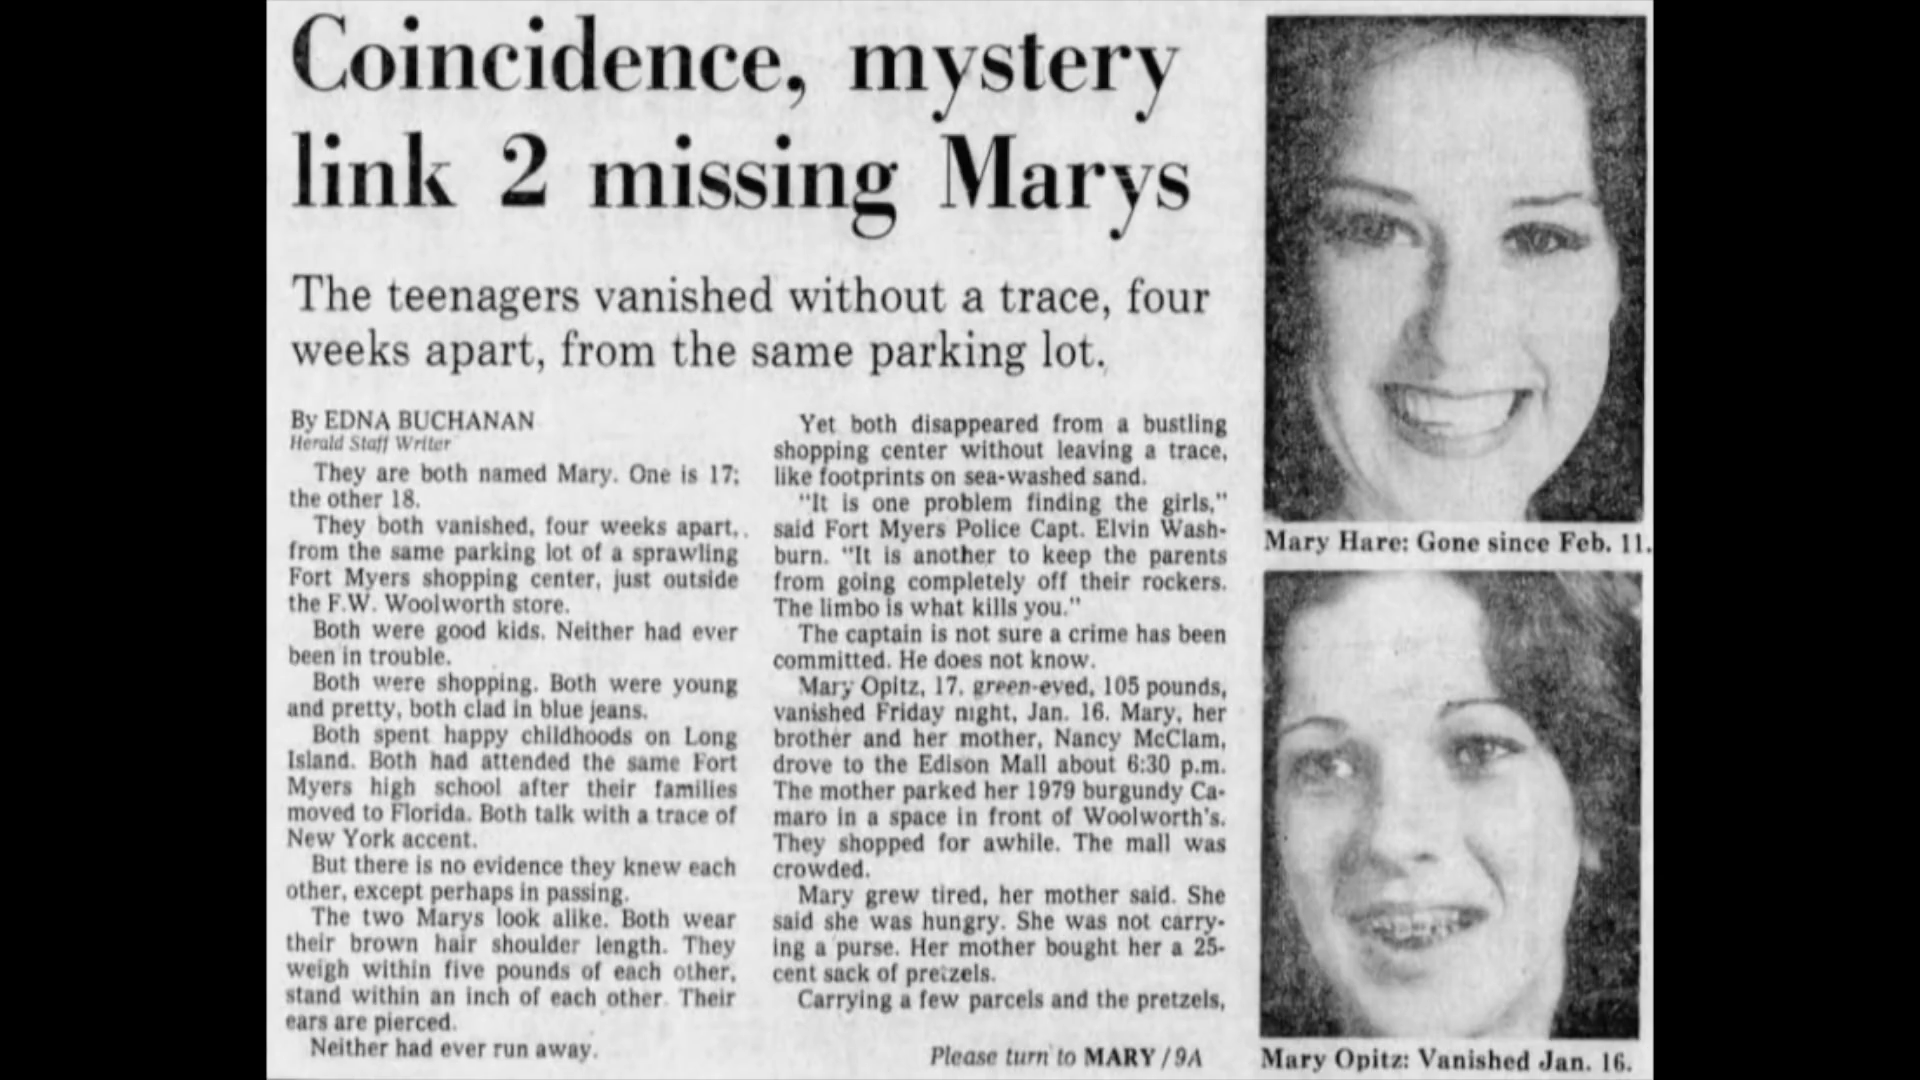 Coincidence, mystery
link 2 missing Marys
The teenagers vanished without a trace, four
weeks apart, from the same parking lot.
By EDNA BUCHANAN
Herald Staff Writer
They are both named Mary. One is 17;
the other 18.
They both vanished, four weeks apart,
from the same parking lot of a sprawling
Fort Myers shopping center, just outside
the F.W. Woolworth store.
Both were good kids. Neither had ever
been in trouble.
Both were shopping. Both were young
and pretty, both clad in blue jeans.
Both spent happy childhoods on Long
Island. Both had attended the same Fort
Myers high school after their families
moved to Florida. Both talk with a trace of
New York accent.
But there is no evidence they knew each
other, except perhaps in passing.
The two Marys look alike. Both wear
their brown hair shoulder length. They
weigh within five pounds of each other,
stand within an inch of each other. Their
ears are pierced.
Neither had ever run away.
Yet both disappeared from a bustling
shopping center without leaving a trace,
like footprints on sea-washed sand.
"It is one problem finding the girls,"
said Fort Myers Police Capt. Elvin Wash-
burn. "It is another to keep the parents
from going completely off their rockers.
The limbo is what kills you."
The captain is not sure a crime has been
committed. He does not know.
Mary Opitz, 17, green-eyed, 105 pounds,
vanished Friday night, Jan. 16. Mary, her
brother and her mother, Nancy McClam,
drove to the Edison Mall about 6:30 p.m.
The mother parked her 1979 burgundy Ca-
maro in a space in front of Woolworth's.
They shopped for awhile. The mall was
crowded.
Mary grew tired, her mother said. She
said she was hungry. She was not carry-
ing a purse. Her mother bought her a 25-
cent sack of pretzels.
Carrying a few parcels and the pretzels,
Please turn to MARY / 9A
Mary Hare: Gone since Feb. 11.
Mary Opitz: Vanished Jan. 16.